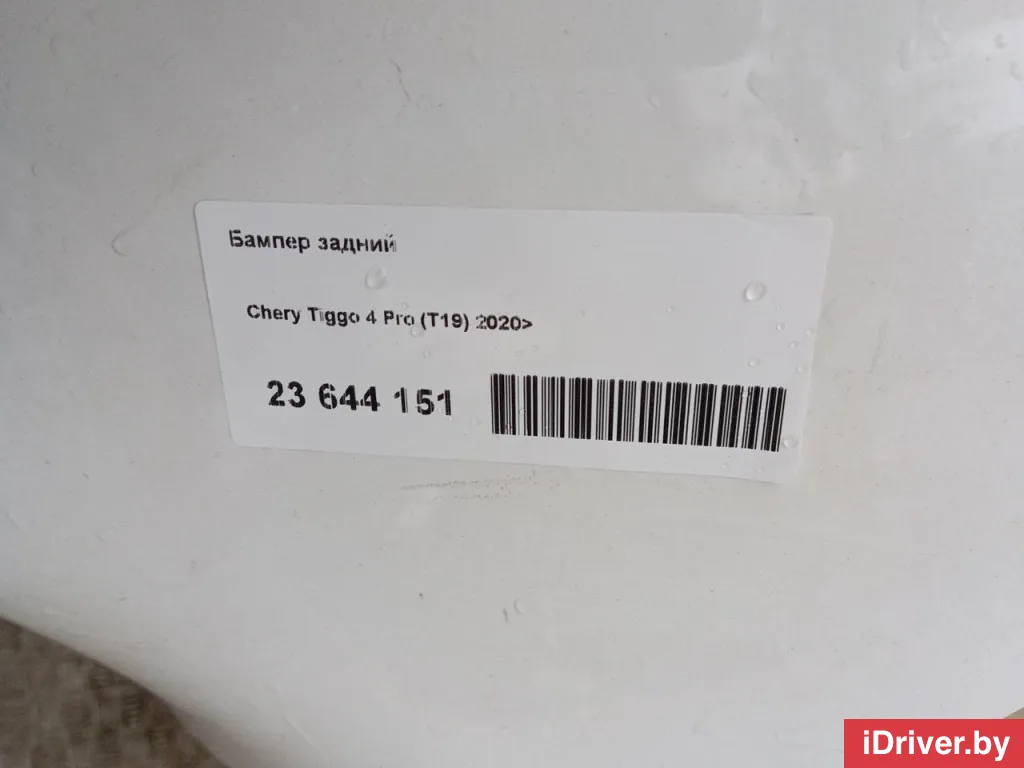 Бампер задний
Chery Tiggo 4 Pro (T19) 2020>
23 644 151
iDriver.by